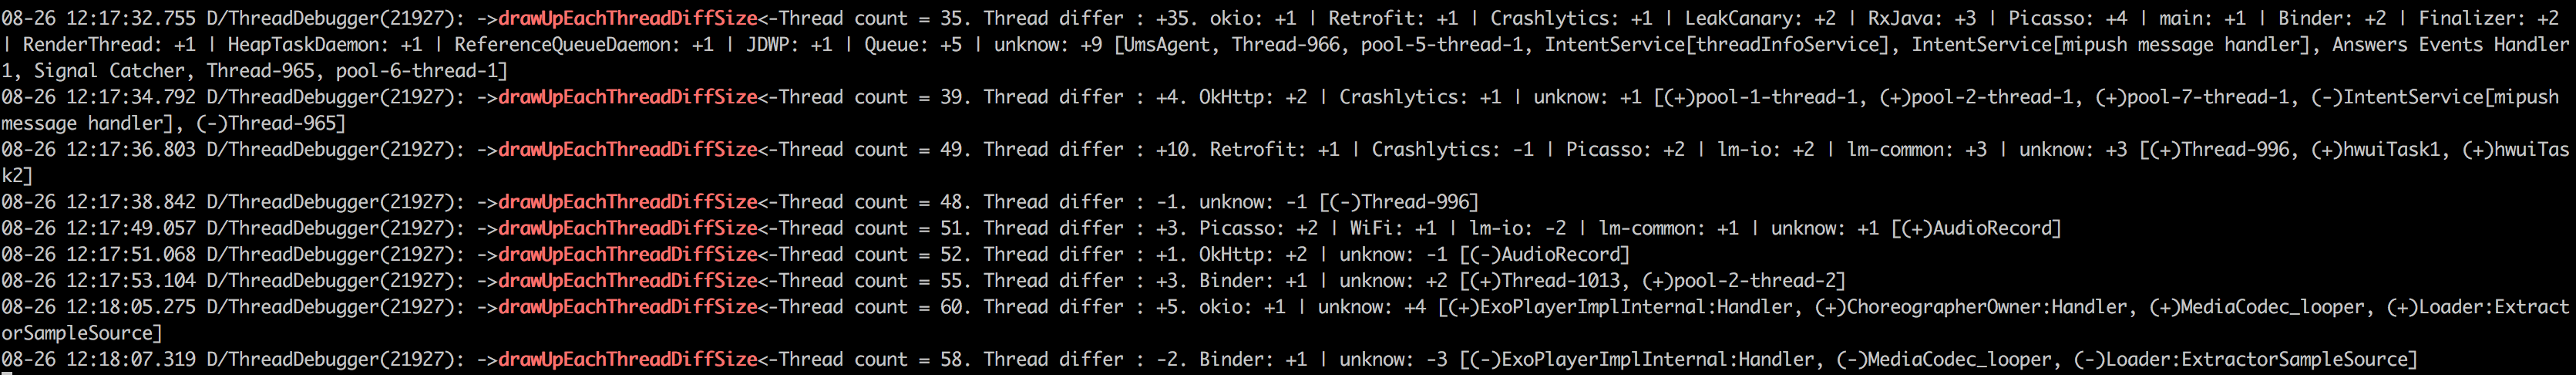 08-26 12:17:32.755 D/ThreadDebugger(21927): ->drawUpEachThreadDiffSize<-Thread count = 35. Thread differ : +35. okio: +1 | Retrofit: +1 | Crashlytics: +1 | LeakCanary: +2 | RxJava: +3 | Picasso: +4 | main: +1 | Binder: +2 | Finalizer: +2
| RenderThread: +1 | HeapTaskDaemon: +1 | ReferenceQueueDaemon: +1 | JDWP: +1 | Queue: +5 | unknow: +9 [UmsAgent, Thread-966, pool-5-thread-1, IntentService[threadInfoService], IntentService[mipush message handler], Answers Events Handler
1, Signal Catcher, Thread-965, pool-6-thread-1]
08-26 12:17:34.792 D/ThreadDebugger(21927): ->drawUpEachThreadDiffSize<-Thread count = 39. Thread differ : +4. OkHttp: +2 | Crashlytics: +1 | unknow: +1 [(+)pool-1-thread-1, (+)pool-2-thread-1, (+)pool-7-thread-1, (-)IntentService[mipush
message handler], (-)Thread-965]
08-26 12:17:36.803 D/ThreadDebugger(21927): ->drawUpEachThreadDiffSize<-Thread count = 49. Thread differ : +10. Retrofit: +1 | Crashlytics: -1 | Picasso: +2 | lm-io: +2 | lm-common: +3 | unknow: +3 [(+)Thread-996, (+)hwuiTask1, (+)hwuiTas
k2]
08-26 12:17:38.842 D/ThreadDebugger(21927): ->drawUpEachThreadDiffSize<-Thread count = 48. Thread differ : -1. unknow: -1 [(-)Thread-996]
08-26 12:17:49.057 D/ThreadDebugger(21927): ->drawUpEachThreadDiffSize<-Thread count = 51. Thread differ : +3. Picasso: +2 | WiFi: +1 | lm-io: -2 | lm-common: +1 | unknow: +1 [(+)AudioRecord]
08-26 12:17:51.068 D/ThreadDebugger(21927): ->drawUpEachThreadDiffSize<-Thread count = 52. Thread differ : +1. OkHttp: +2 | unknow: -1 [(-)AudioRecord]
08-26 12:17:53.104 D/ThreadDebugger(21927): ->drawUpEachThreadDiffSize<-Thread count = 55. Thread differ : +3. Binder: +1 | unknow: +2 [(+)Thread-1013, (+)pool-2-thread-2]
08-26 12:18:05.275 D/ThreadDebugger(21927): ->drawUpEachThreadDiffSize<-Thread count = 60. Thread differ : +5. okio: +1 | unknow: +4 [(+)ExoPlayerImplInternal:Handler, (+)ChoreographerOwner:Handler, (+)MediaCodec_looper, (+)Loader:Extract
orSampleSource]
08-26 12:18:07.319 D/ThreadDebugger(21927): ->drawUpEachThreadDiffSize<-Thread count = 58. Thread differ : -2. Binder: +1 | unknow: -3 [(-)ExoPlayerImplInternal:Handler, (-)MediaCodec_looper, (-)Loader:ExtractorSampleSource]